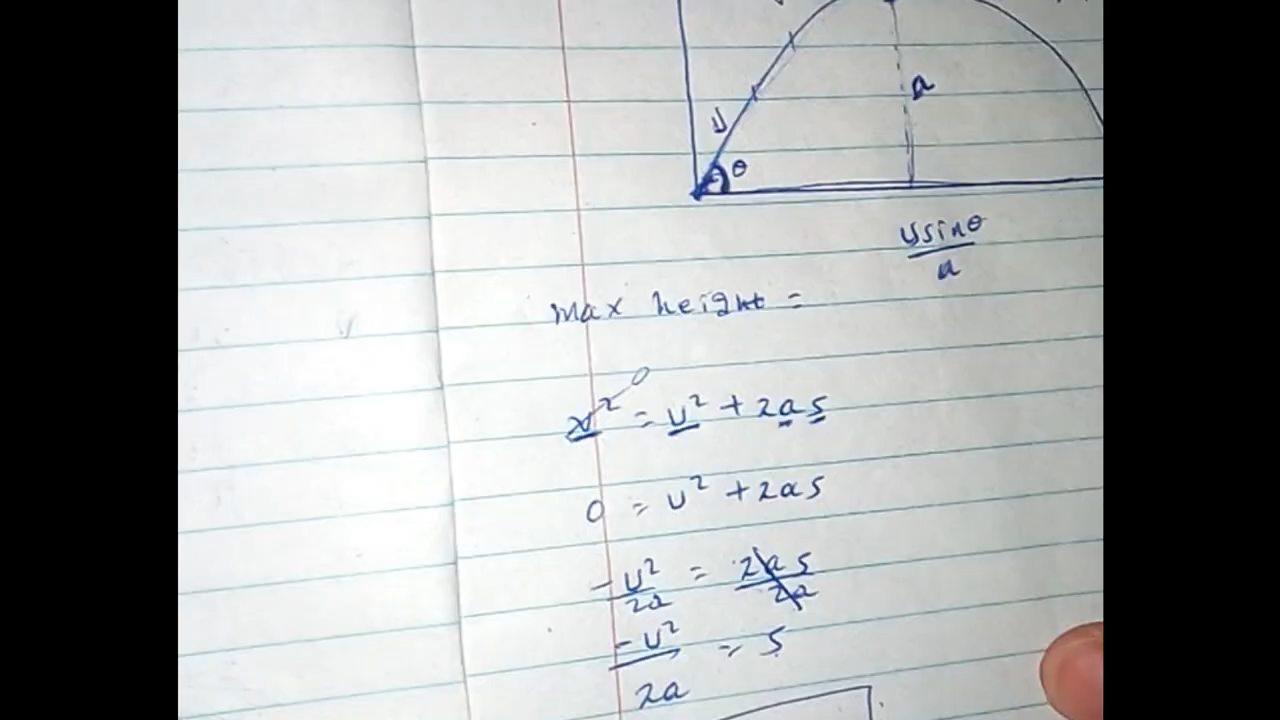 a
U
θ
usinθ
a
max height =
v² 0 = u² + 2as
0 = u² + 2as
-u²/2a = 2as/2a
-u²/2a = s